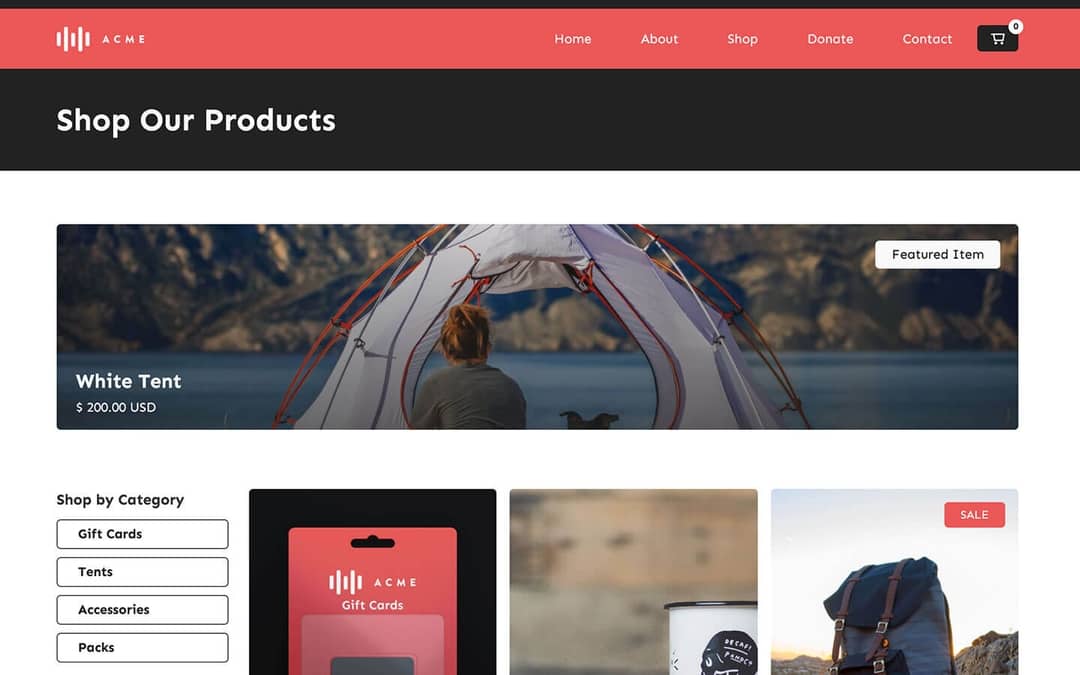 ACME
Home
About
Shop
Donate
Contact
0
Shop Our Products
Featured Item
White Tent
$ 200.00 USD
Shop by Category
Gift Cards
Tents
Accessories
Packs
ACME
Gift Cards
DECAF!
SALE